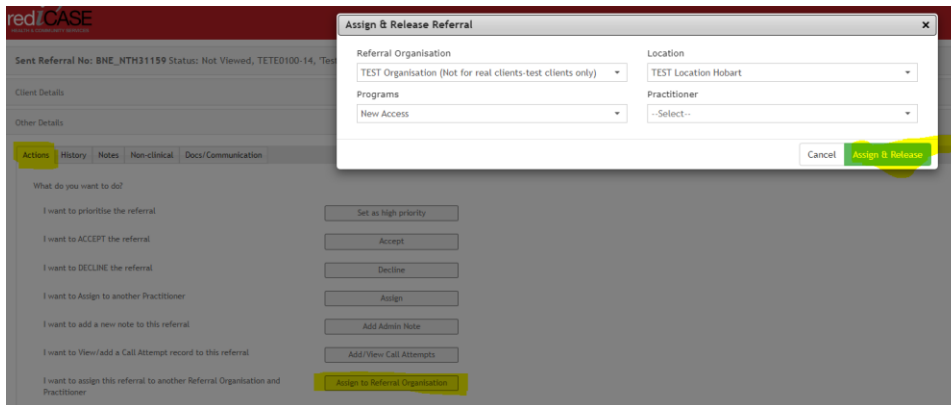 rediCASE
HEALTH & COMMUNITY SERVICES
Sent Referral No: BNE_NTH31159 Status: Not Viewed, TETE0100-14, 'Test
Client Details
Other Details
Actions History Notes Non-clinical Docs/Communication
What do you want to do?
I want to prioritise the referral Set as high priority
I want to ACCEPT the referral Accept
I want to DECLINE the referral Decline
I want to Assign to another Practitioner Assign
I want to add a new note to this referral Add Admin Note
I want to View/add a Call Attempt record to this referral Add/View Call Attempts
I want to assign this referral to another Referral Organisation and
Practitioner
Assign to Referral Organisation
Assign & Release Referral x
Referral Organisation Location
TEST Organisation (Not for real clients-test clients only) TEST Location Hobart
Programs Practitioner
New Access --Select--
Cancel Assign & Release